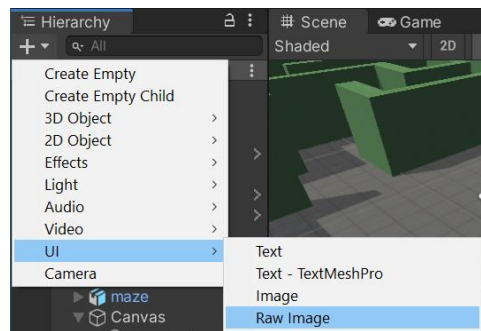 Hierarchy
All
Create Empty
Create Empty Child
3D Object
2D Object
Effects
Light
Audio
Video
UI
Camera
maze
Canvas
# Scene
Game
Shaded
2D
Text
Text - TextMeshPro
Image
Raw Image